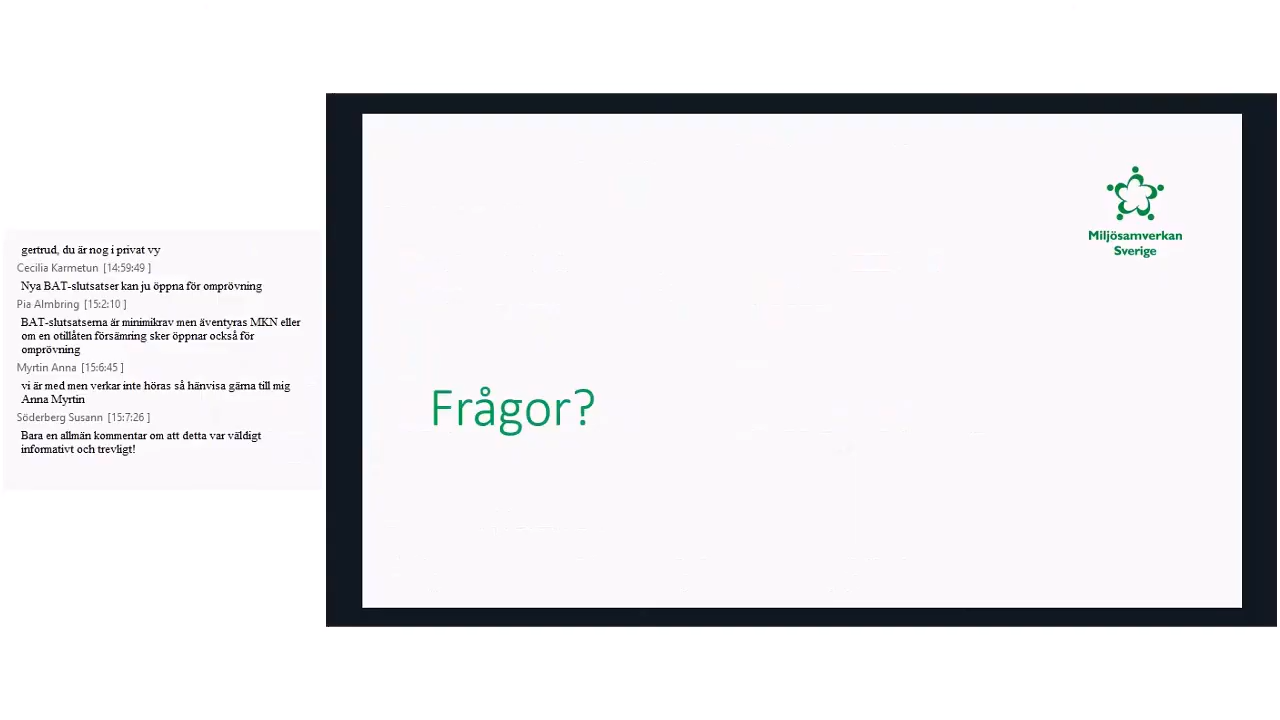 gertrud, du är nog i privat vy
Cecilia Karmetun [14:59:49 ]
Nya BAT-slutsatser kan ju öppna för omprövning
Pia Almbring [15:2:10 ]
BAT-slutsatserna är minimikrav men äventyras MKN eller
om en otillåten försämring sker öppnar också för
omprövning
Myrtin Anna [15:6:45 ]
vi är med men verkar inte höras så hänvisa gärna till mig
Anna Myrtin
Söderberg Susann [15:7:26 ]
Bara en allmän kommentar om att detta var väldigt
informativt och trevligt!
Miljösamverkan
Sverige
Frågor?